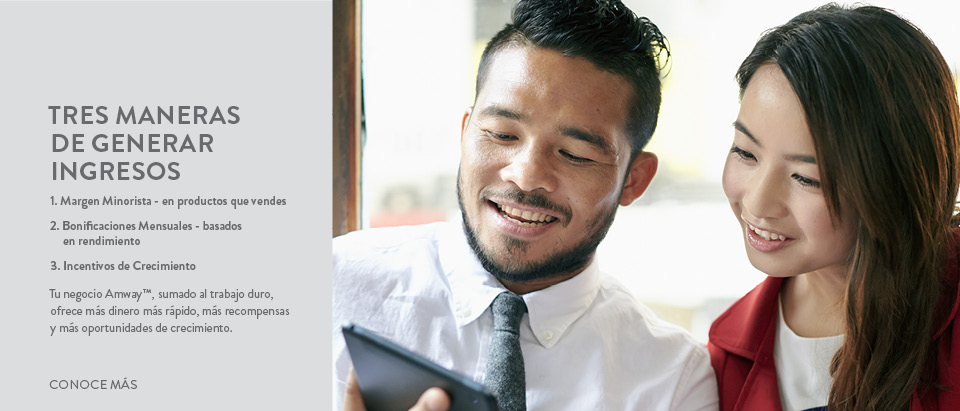 TRES MANERAS
DE GENERAR
INGRESOS
1. Margen Minorista - en productos que vendes
2. Bonificaciones Mensuales - basados
en rendimiento
3. Incentivos de Crecimiento
Tu negocio Amway™, sumado al trabajo duro,
ofrece más dinero más rápido, más recompensas
y más oportunidades de crecimiento.
CONOCE MÁS